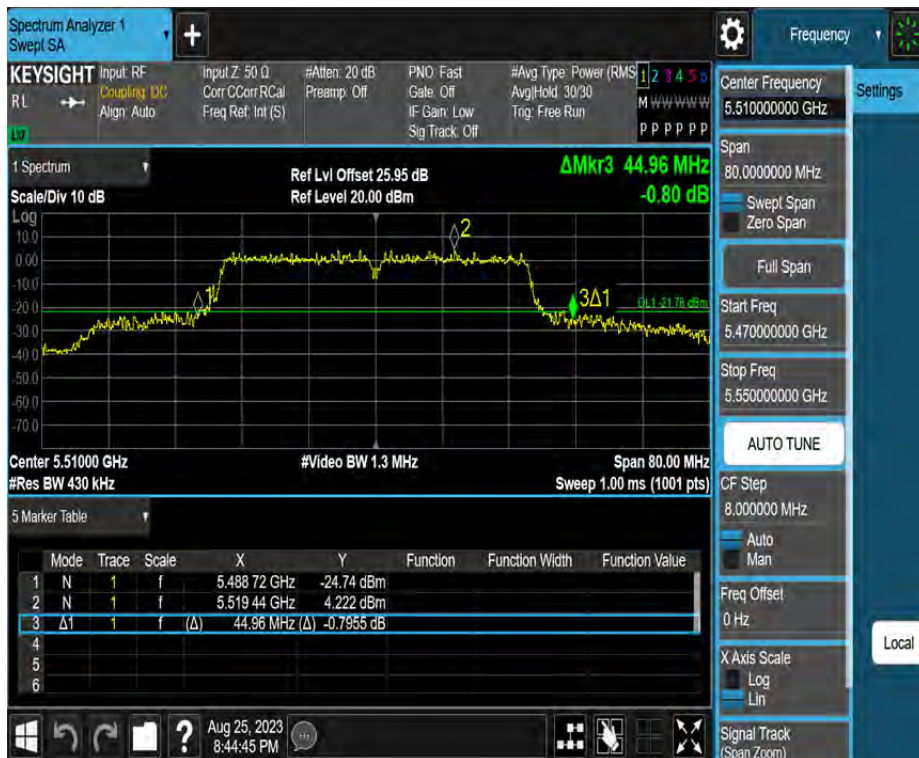 Spectrum Analyzer 1
Swept SA
+
Frequency
KEYSIGHT
RL
LXI
Input: RF
Coupling: DC
Align: Auto
Input Z: 50 Ω
Corr CCorr RCal
Freq Ref: Int (S)
#Atten: 20 dB
Preamp: Off
PNO: Fast
Gate: Off
IF Gain: Low
Sig Track: Off
#Avg Type: Power (RMS
Avg|Hold: 30/30
Trig: Free Run
1 2 3 4 5 6
M W W W W W
P P P P P P
1 Spectrum
Scale/Div 10 dB
Ref Lvl Offset 25.95 dB
Ref Level 20.00 dBm
ΔMkr3 44.96 MHz
-0.80 dB
Log
10.0
0.00
-10.0
-20.0
-30.0
-40.0
-50.0
-60.0
-70.0
1
2
3Δ1
DL1 -21.78 dBm
Center 5.51000 GHz
#Video BW 1.3 MHz
Span 80.00 MHz
#Res BW 430 kHz
Sweep 1.00 ms (1001 pts)
5 Marker Table
Mode Trace Scale X Y Function Function Width Function Value
1 N 1 f 5.488 72 GHz -24.74 dBm
2 N 1 f 5.519 44 GHz 4.222 dBm
3 Δ1 1 f (Δ) 44.96 MHz (Δ) -0.7955 dB
4
5
6
?
Aug 25, 2023
8:44:45 PM
Center Frequency
5.510000000 GHz
Span
80.0000000 MHz
Swept Span
Zero Span
Full Span
Start Freq
5.470000000 GHz
Stop Freq
5.550000000 GHz
AUTO TUNE
CF Step
8.000000 MHz
Auto
Man
Freq Offset
0 Hz
X Axis Scale
Log
Lin
Signal Track
(Span Zoom)
Settings
Local